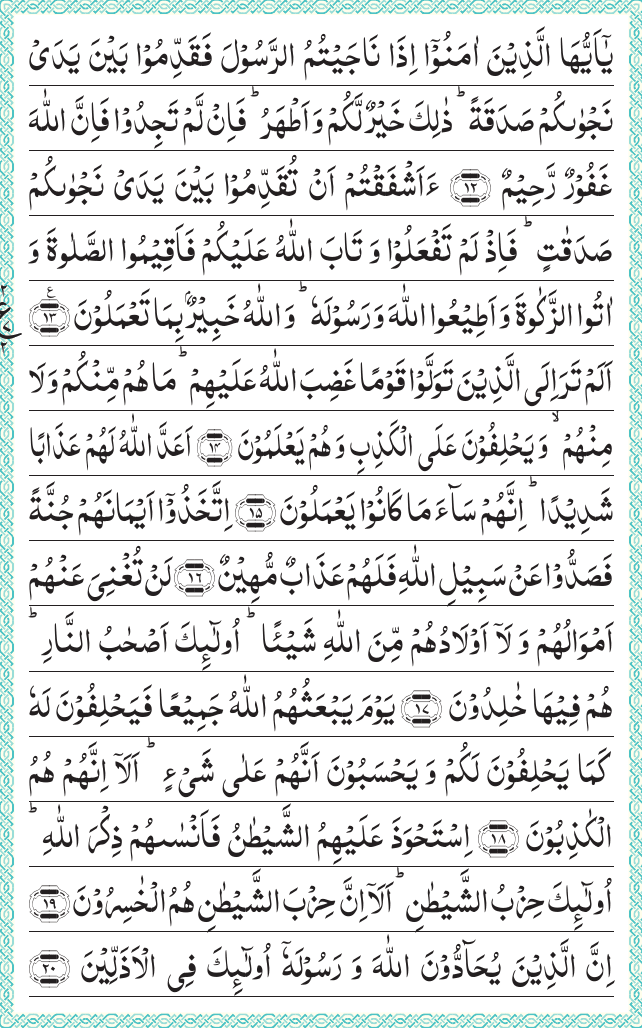 يٰۤاَيُّهَا الَّذِيْنَ اٰمَنُوْۤا اِذَا نَاجَيْتُمُ الرَّسُوْلَ فَقَدِّمُوْا بَيْنَ يَدَيْ
نَجْوٰىكُمْ صَدَقَةً ؕ ذٰلِكَ خَيْرٌ لَّكُمْ وَ اَطْهَرُ ؕ فَاِنْ لَّمْ تَجِدُوْا فَاِنَّ اللّٰهَ
غَفُوْرٌ رَّحِيْمٌ ۝۱۲ ءَاَشْفَقْتُمْ اَنْ تُقَدِّمُوْا بَيْنَ يَدَيْ نَجْوٰىكُمْ
صَدَقٰتٍ ؕ فَاِذْ لَمْ تَفْعَلُوْا وَ تَابَ اللّٰهُ عَلَيْكُمْ فَاَقِيْمُوا الصَّلٰوةَ وَ
اٰتُوا الزَّكٰوةَ وَ اَطِيْعُوا اللّٰهَ وَ رَسُوْلَهٗ ؕ وَ اللّٰهُ خَبِيْرٌۢ بِمَا تَعْمَلُوْنَ ۝۱۳ ع
اَلَمْ تَرَ اِلَى الَّذِيْنَ تَوَلَّوْا قَوْمًا غَضِبَ اللّٰهُ عَلَيْهِمْ ؕ مَا هُمْ مِّنْكُمْ وَ لَا
مِنْهُمْ ۙ وَ يَحْلِفُوْنَ عَلَى الْكَذِبِ وَ هُمْ يَعْلَمُوْنَ ۝۱۴ اَعَدَّ اللّٰهُ لَهُمْ عَذَابًا
شَدِيْدًا ؕ اِنَّهُمْ سَآءَ مَا كَانُوْا يَعْمَلُوْنَ ۝۱۵ اِتَّخَذُوْۤا اَيْمَانَهُمْ جُنَّةً
فَصَدُّوْا عَنْ سَبِيْلِ اللّٰهِ فَلَهُمْ عَذَابٌ مُّهِيْنٌ ۝۱۶ لَنْ تُغْنِيَ عَنْهُمْ
اَمْوَالُهُمْ وَ لَاۤ اَوْلَادُهُمْ مِّنَ اللّٰهِ شَيْـًٔا ؕ اُولٰٓىِٕكَ اَصْحٰبُ النَّارِ ؕ
هُمْ فِيْهَا خٰلِدُوْنَ ۝۱۷ يَوْمَ يَبْعَثُهُمُ اللّٰهُ جَمِيْعًا فَيَحْلِفُوْنَ لَهٗ
كَمَا يَحْلِفُوْنَ لَكُمْ وَ يَحْسَبُوْنَ اَنَّهُمْ عَلٰى شَيْءٍ ؕ اَلَاۤ اِنَّهُمْ هُمُ
الْكٰذِبُوْنَ ۝۱۸ اِسْتَحْوَذَ عَلَيْهِمُ الشَّيْطٰنُ فَاَنْسٰىهُمْ ذِكْرَ اللّٰهِ ؕ
اُولٰٓىِٕكَ حِزْبُ الشَّيْطٰنِ ؕ اَلَاۤ اِنَّ حِزْبَ الشَّيْطٰنِ هُمُ الْخٰسِرُوْنَ ۝۱۹
اِنَّ الَّذِيْنَ يُحَآدُّوْنَ اللّٰهَ وَ رَسُوْلَهٗۤ اُولٰٓىِٕكَ فِي الْاَذَلِّيْنَ ۝۲۰